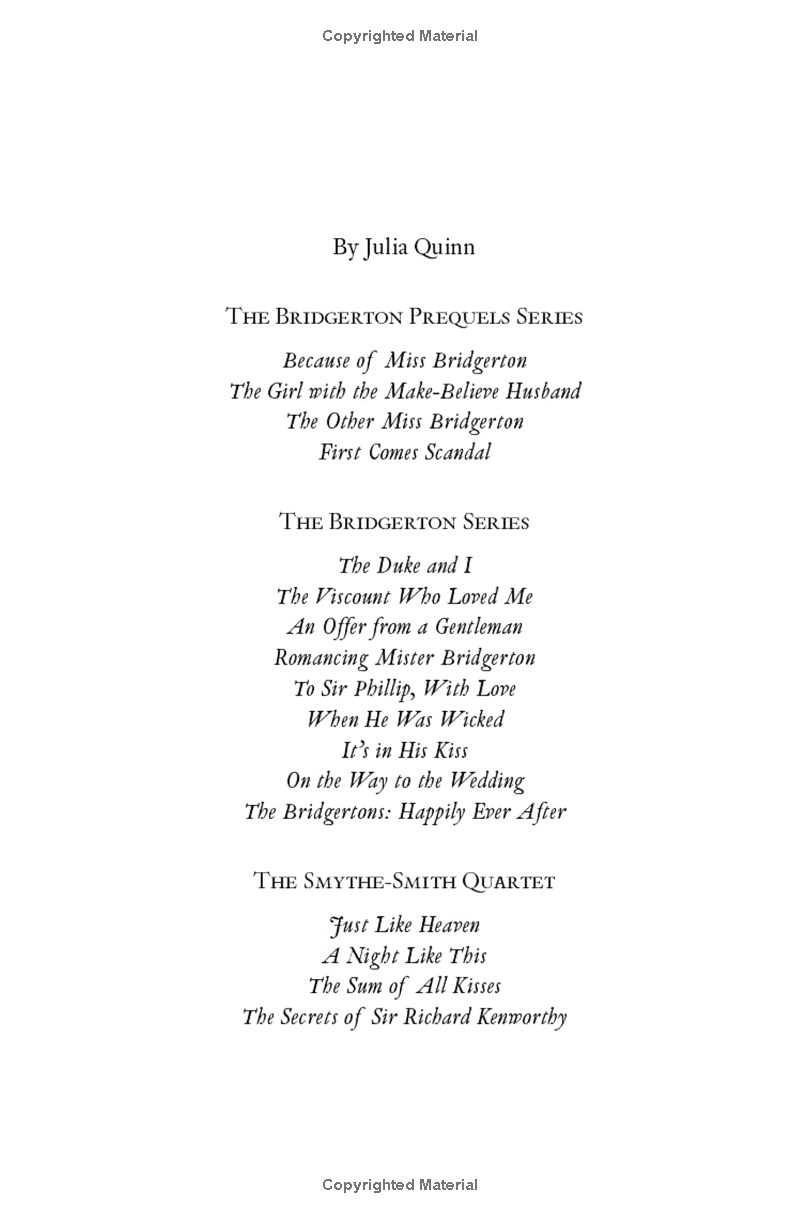 Copyrighted Material
By Julia Quinn
The Bridgerton Prequels Series
Because of Miss Bridgerton
The Girl with the Make-Believe Husband
The Other Miss Bridgerton
First Comes Scandal
The Bridgerton Series
The Duke and I
The Viscount Who Loved Me
An Offer from a Gentleman
Romancing Mister Bridgerton
To Sir Phillip, With Love
When He Was Wicked
It’s in His Kiss
On the Way to the Wedding
The Bridgertons: Happily Ever After
The Smythe-Smith Quartet
Just Like Heaven
A Night Like This
The Sum of All Kisses
The Secrets of Sir Richard Kenworthy
Copyrighted Material